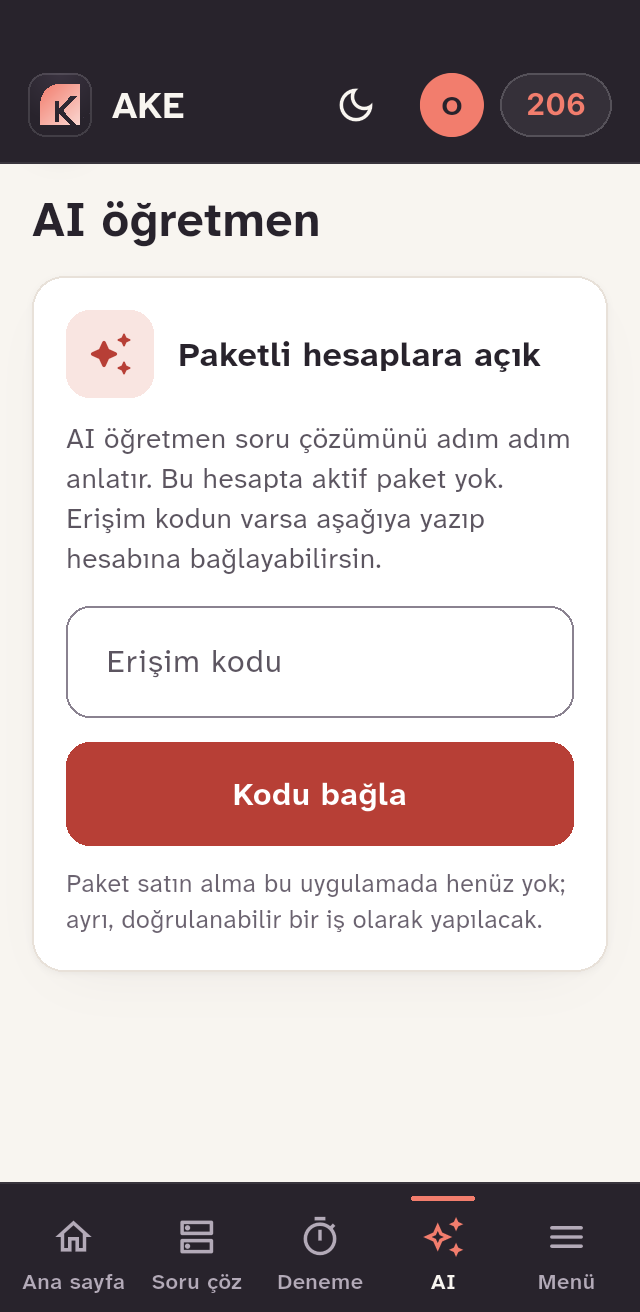 K
AKE
O
206
AI öğretmen
Paketli hesaplara açık
AI öğretmen soru çözümünü adım adım
anlatır. Bu hesapta aktif paket yok.
Erişim kodun varsa aşağıya yazıp
hesabına bağlayabilirsin.
Erişim kodu
Kodu bağla
Paket satın alma bu uygulamada henüz yok;
ayrı, doğrulanabilir bir iş olarak yapılacak.
Ana sayfa
Soru çöz
Deneme
AI
Menü